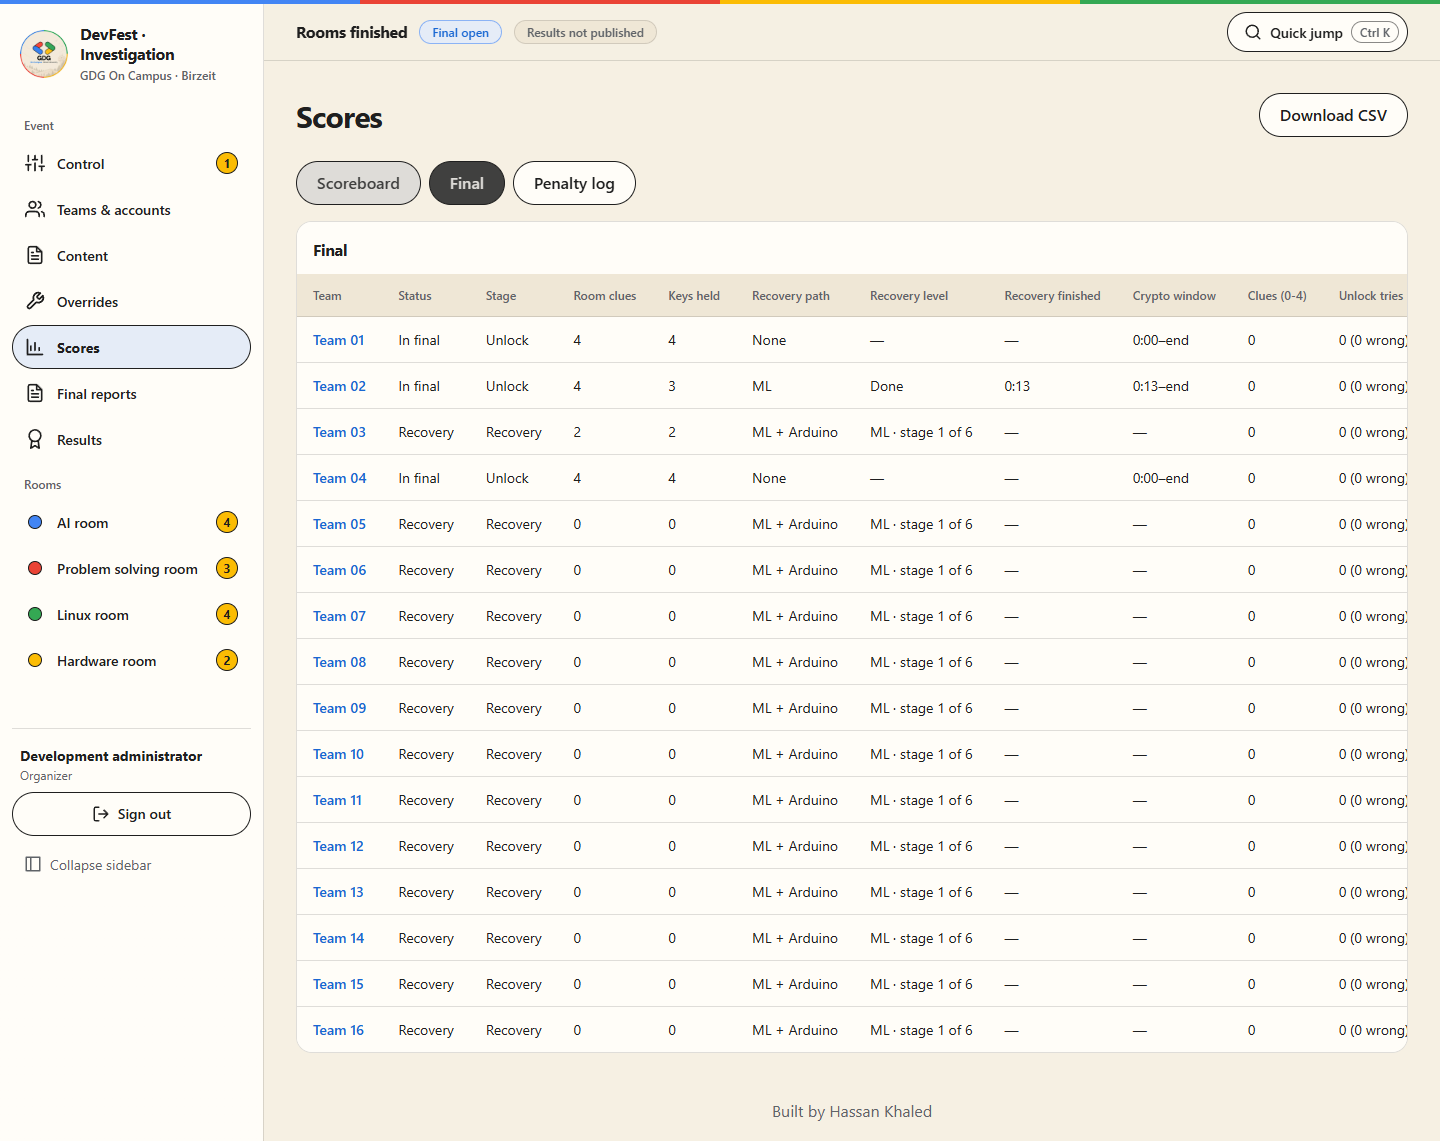 DevFest ·
Investigation
GDG On Campus · Birzeit
GDG
Event
Control 1
Teams & accounts
Content
Overrides
Scores
Final reports
Results
Rooms
AI room 4
Problem solving room 3
Linux room 4
Hardware room 2
Development administrator
Organizer
Sign out
Collapse sidebar
Rooms finished Final open Results not published Quick jump Ctrl K
Scores Download CSV
Scoreboard Final Penalty log
Final
Team Status Stage Room clues Keys held Recovery path Recovery level Recovery finished Crypto window Clues (0-4) Unlock tries
Team 01 In final Unlock 4 4 None — — 0:00–end 0 0 (0 wrong)
Team 02 In final Unlock 4 3 ML Done 0:13 0:13–end 0 0 (0 wrong)
Team 03 Recovery Recovery 2 2 ML + Arduino ML · stage 1 of 6 — — 0 0 (0 wrong)
Team 04 In final Unlock 4 4 None — — 0:00–end 0 0 (0 wrong)
Team 05 Recovery Recovery 0 0 ML + Arduino ML · stage 1 of 6 — — 0 0 (0 wrong)
Team 06 Recovery Recovery 0 0 ML + Arduino ML · stage 1 of 6 — — 0 0 (0 wrong)
Team 07 Recovery Recovery 0 0 ML + Arduino ML · stage 1 of 6 — — 0 0 (0 wrong)
Team 08 Recovery Recovery 0 0 ML + Arduino ML · stage 1 of 6 — — 0 0 (0 wrong)
Team 09 Recovery Recovery 0 0 ML + Arduino ML · stage 1 of 6 — — 0 0 (0 wrong)
Team 10 Recovery Recovery 0 0 ML + Arduino ML · stage 1 of 6 — — 0 0 (0 wrong)
Team 11 Recovery Recovery 0 0 ML + Arduino ML · stage 1 of 6 — — 0 0 (0 wrong)
Team 12 Recovery Recovery 0 0 ML + Arduino ML · stage 1 of 6 — — 0 0 (0 wrong)
Team 13 Recovery Recovery 0 0 ML + Arduino ML · stage 1 of 6 — — 0 0 (0 wrong)
Team 14 Recovery Recovery 0 0 ML + Arduino ML · stage 1 of 6 — — 0 0 (0 wrong)
Team 15 Recovery Recovery 0 0 ML + Arduino ML · stage 1 of 6 — — 0 0 (0 wrong)
Team 16 Recovery Recovery 0 0 ML + Arduino ML · stage 1 of 6 — — 0 0 (0 wrong)
Built by Hassan Khaled